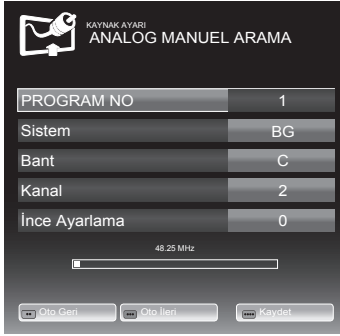 KAYNAK AYARI
ANALOG MANUEL ARAMA
PROGRAM NO 1
Sistem BG
Bant C
Kanal 2
İnce Ayarlama 0
48.25 MHz
Oto Geri Oto İleri Kaydet